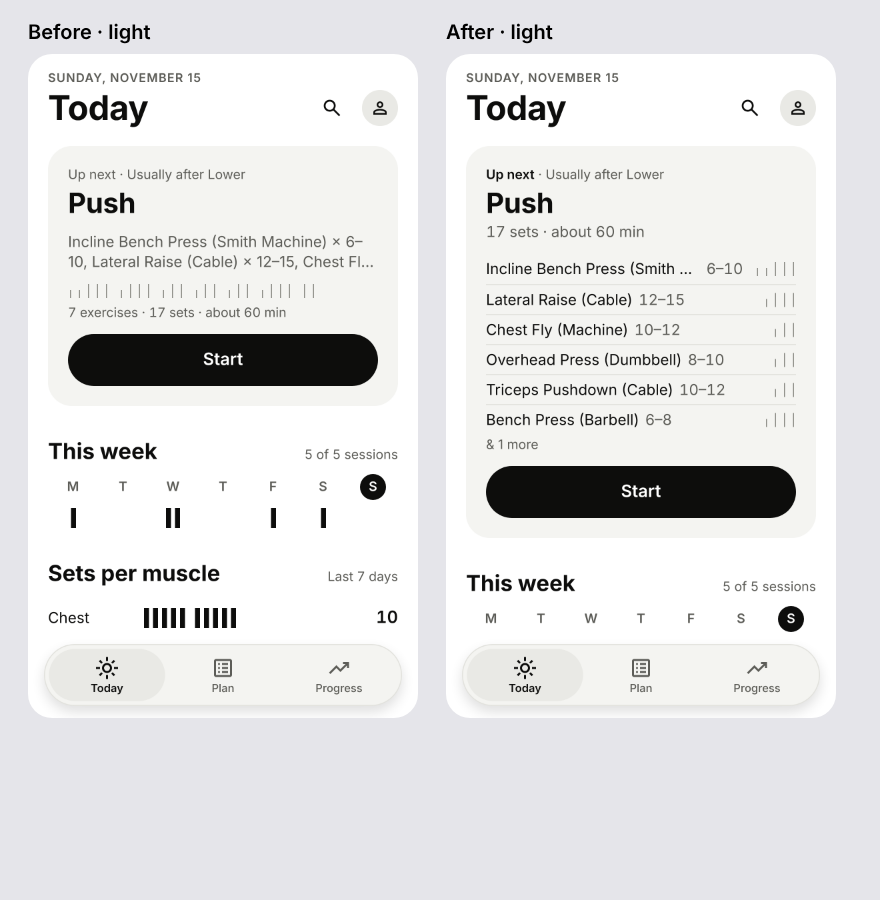 Before · light
SUNDAY, NOVEMBER 15
Today
Up next · Usually after Lower
Push
Incline Bench Press (Smith Machine) × 6–
10, Lateral Raise (Cable) × 12–15, Chest Fl...
7 exercises · 17 sets · about 60 min
Start
This week
5 of 5 sessions
M T W T F S S
Sets per muscle
Last 7 days
Chest 10
Today Plan Progress
After · light
SUNDAY, NOVEMBER 15
Today
Up next · Usually after Lower
Push
17 sets · about 60 min
Incline Bench Press (Smith ... 6–10
Lateral Raise (Cable) 12–15
Chest Fly (Machine) 10–12
Overhead Press (Dumbbell) 8–10
Triceps Pushdown (Cable) 10–12
Bench Press (Barbell) 6–8
& 1 more
Start
This week
5 of 5 sessions
M T W T F S S
Today Plan Progress